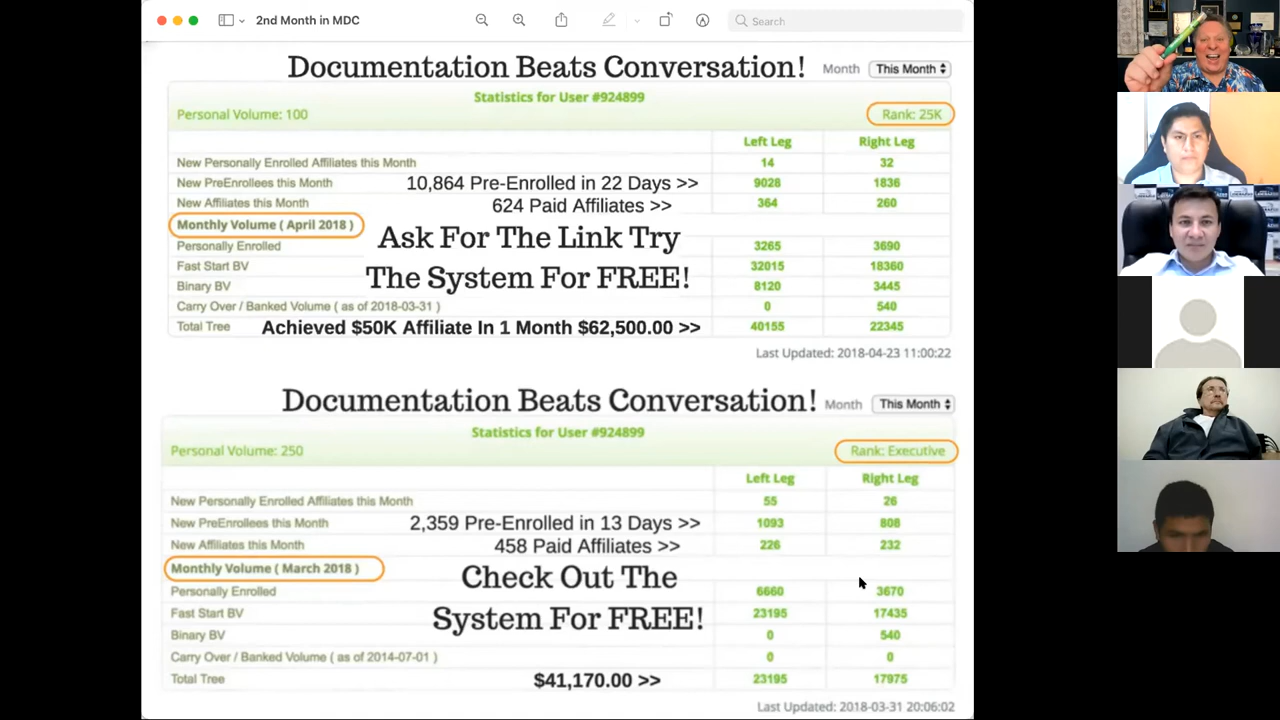 2nd Month in MDC
Search
Documentation Beats Conversation!
Month This Month
Statistics for User #924899
Personal Volume: 100 Rank: 25K
Left Leg Right Leg
New Personally Enrolled Affiliates this Month 14 32
New PreEnrollees this Month 10,864 Pre-Enrolled in 22 Days >> 9028 1836
New Affiliates this Month 624 Paid Affiliates >> 364 260
Monthly Volume ( April 2018 )
Ask For The Link Try
Personally Enrolled 3265 3690
Fast Start BV 32015 18360
The System For FREE!
Binary BV 8120 3445
Carry Over / Banked Volume ( as of 2018-03-31 ) 0 540
Total Tree Achieved $50K Affiliate In 1 Month $62,500.00 >> 40155 22345
Last Updated: 2018-04-23 11:00:22
Documentation Beats Conversation!
Month This Month
Statistics for User #924899
Personal Volume: 250 Rank: Executive
Left Leg Right Leg
New Personally Enrolled Affiliates this Month 55 26
New PreEnrollees this Month 2,359 Pre-Enrolled in 13 Days >> 1093 808
New Affiliates this Month 458 Paid Affiliates >> 226 232
Monthly Volume ( March 2018 )
Check Out The
Personally Enrolled 6660 3670
Fast Start BV 23195 17435
System For FREE!
Binary BV 0 540
Carry Over / Banked Volume ( as of 2014-07-01 ) 0 0
Total Tree $41,170.00 >> 23195 17975
Last Updated: 2018-03-31 20:06:02